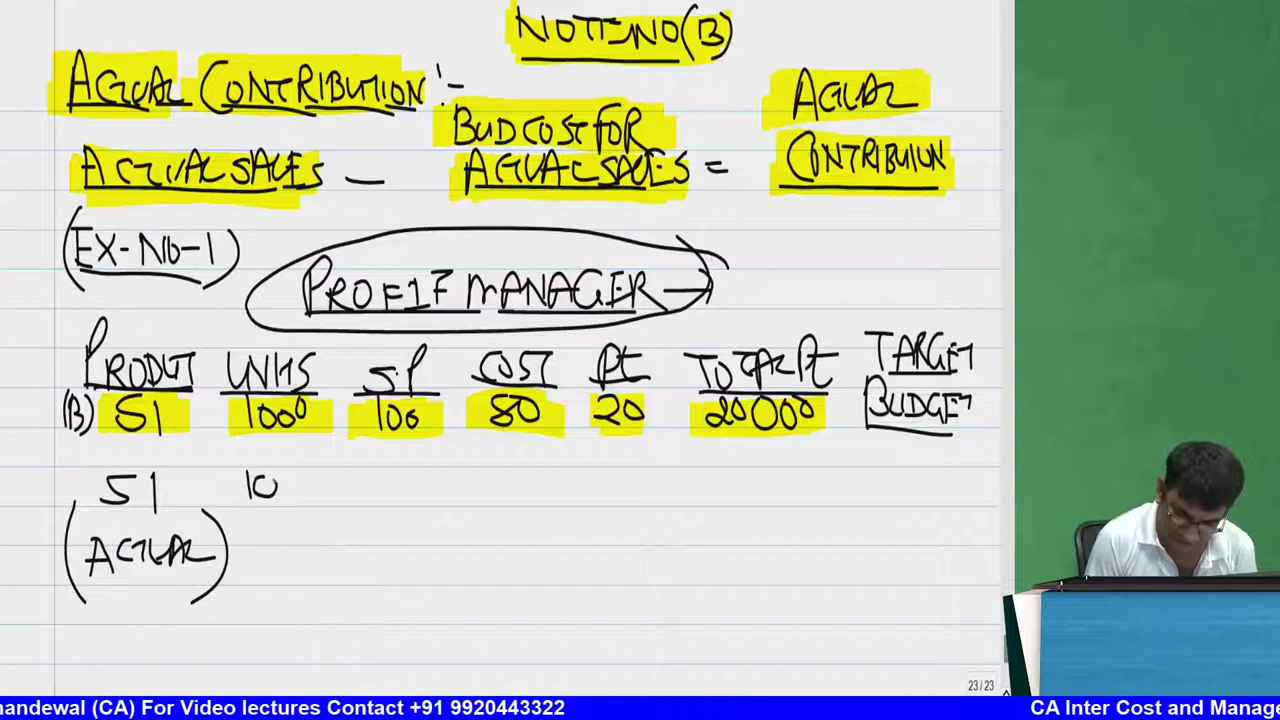 NOTE NO (B)
ACTUAL CONTRIBUTION :-
ACTUAL SALES - BUD COST FOR ACTUAL SALES = ACTUAL CONTRIBUTION
(EX-NO-1)
PROFIT MANAGER →
PRODUT UNITS S.P COST Pt TOTAL Pt TARGET
(B) S1 1000 100 80 20 20000 BUDGET
S1 10
(ACTUAL)
23/23
handewal (CA) For Video lectures Contact +91 9920443322
CA Inter Cost and Manage